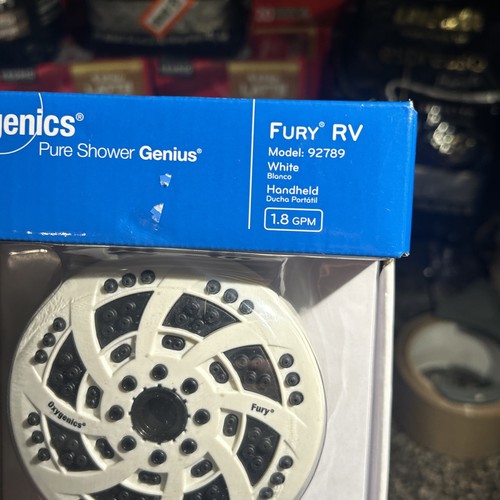 genics®
Pure Shower Genius®
FURY® RV
Model: 92789
White
Blanco
Handheld
Ducha Portátil
1.8 GPM
Oxygenics®
Fury®